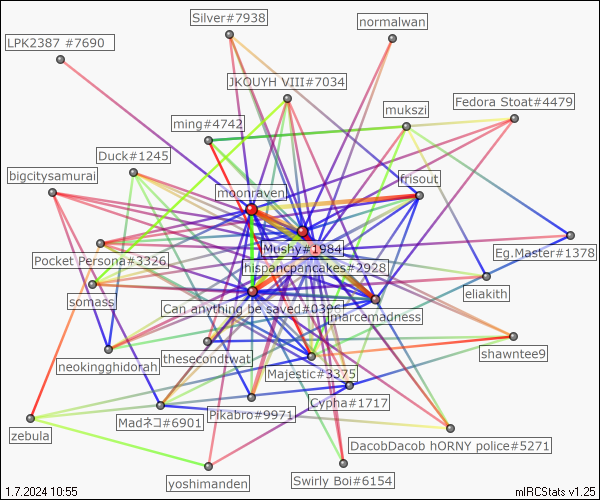 Silver#7938
normalwan
LPK2387 #7690
JKOUYH VIII#7034
Fedora Stoat#4479
mukszi
ming#4742
Duck#1245
bigcitysamurai
frisout
moonraven
Mushy#1984
Eg.Master#1378
Pocket Persona#3326
hispancpancakes#2928
eliakith
somass
Can anything be saved#0396
marcemadness
shawntee9
neokingghidorah
thesecondtwat
Majestic#3375
Cypha#1717
Pikabro#9971
Madネコ#6901
zebula
DacobDacob hORNY police#5271
yoshimanden
Swirly Boi#6154
1.7.2024 10:55
mIRCStats v1.25